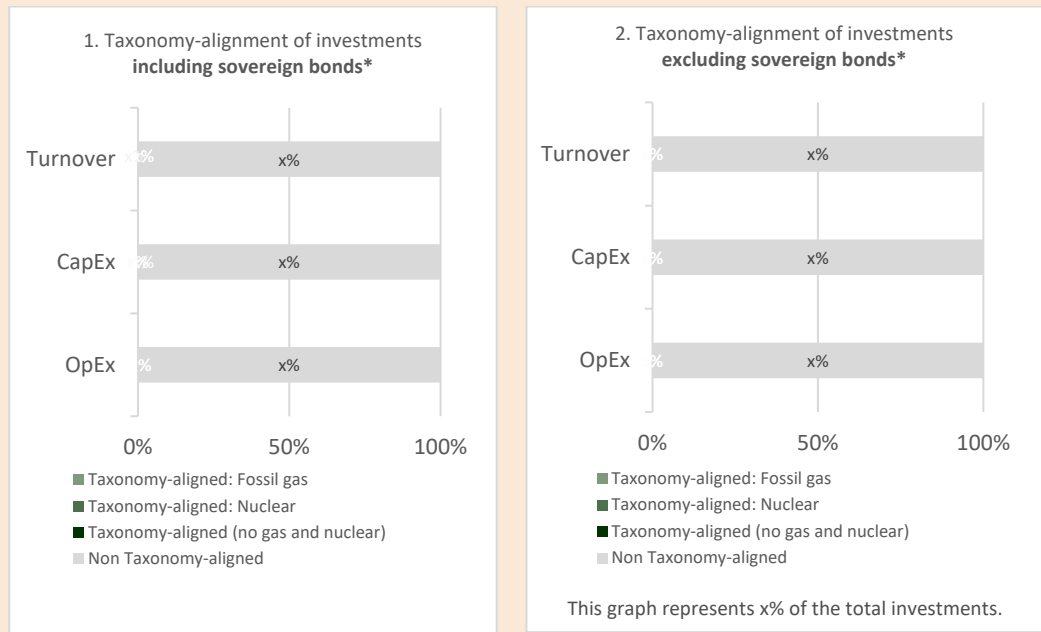 1. Taxonomy-alignment of investments
including sovereign bonds*
Turnover
x%
CapEx
x%
OpEx
%
x%
0%
50%
100%
Taxonomy-aligned: Fossil gas
Taxonomy-aligned: Nuclear
Taxonomy-aligned (no gas and nuclear)
Non Taxonomy-aligned
2. Taxonomy-alignment of investments
excluding sovereign bonds*
Turnover
%
x%
CapEx
%
x%
OpEx
%
x%
0%
50%
100%
Taxonomy-aligned: Fossil gas
Taxonomy-aligned: Nuclear
Taxonomy-aligned (no gas and nuclear)
Non Taxonomy-aligned
This graph represents x% of the total investments.